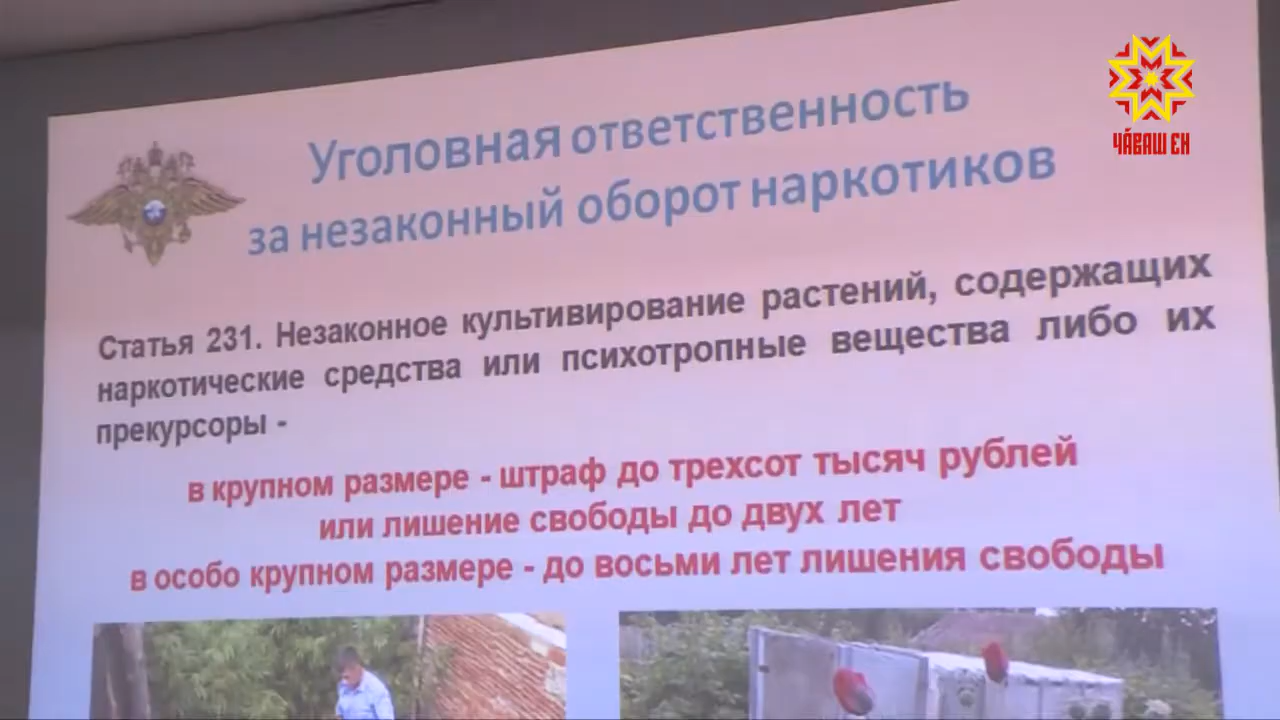 ЧӐВАШ ЕН
Уголовная ответственность
за незаконный оборот наркотиков
Статья 231. Незаконное культивирование растений, содержащих
наркотические средства или психотропные вещества либо их
прекурсоры -
в крупном размере - штраф до трехсот тысяч рублей
или лишение свободы до двух лет
в особо крупном размере - до восьми лет лишения свободы